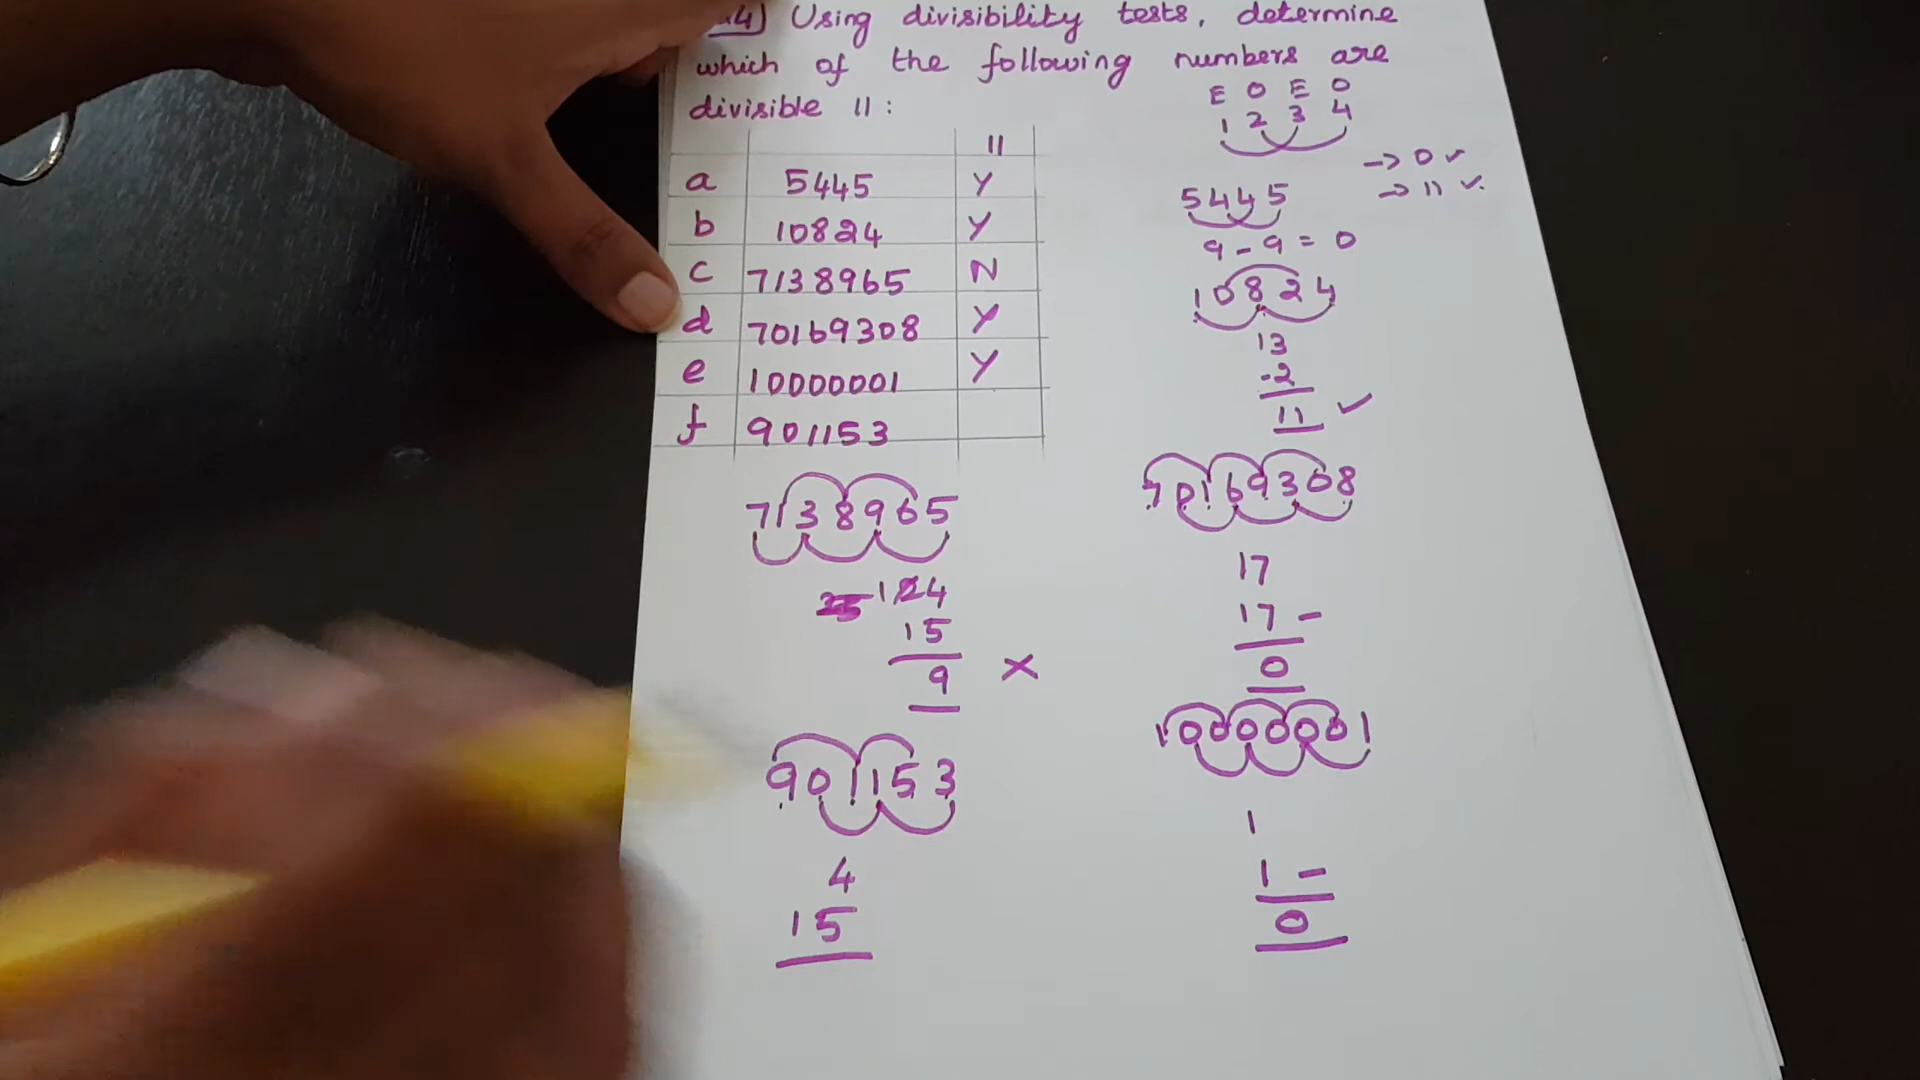 4) Using divisibility tests, determine
which of the following numbers are
divisible 11 :
11
a 5445 Y
b 10824 Y
c 7138965 N
d 70169308 Y
e 10000001 Y
f 901153
E O E O
1 2 3 4
→ 0 ✓
→ 11 ✓
5445
9 - 9 = 0
10824
13
-2
11 ✓
7138965
24
15
9 ×
70169308
17
17 -
0
901153
4
15
10000001
1
1 -
0